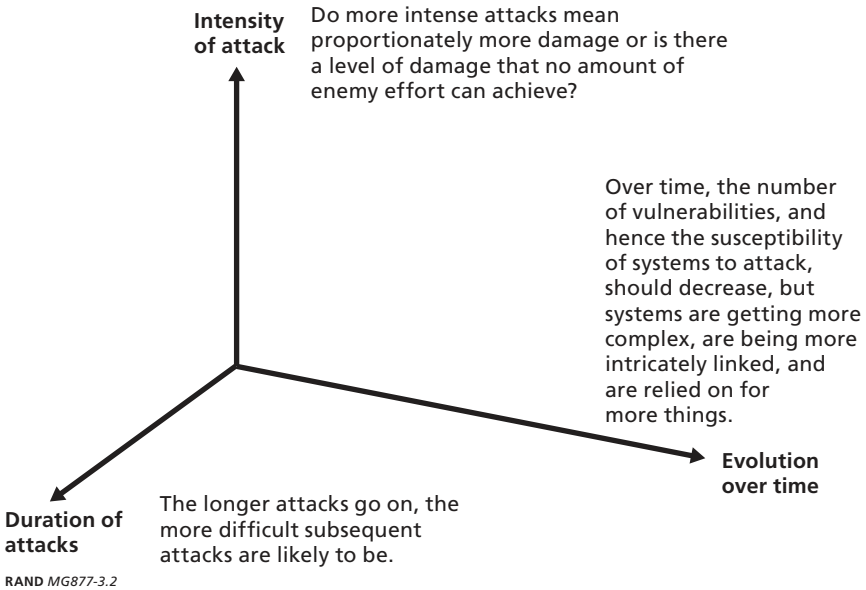 Intensity
of attack
Do more intense attacks mean
proportionately more damage or is there
a level of damage that no amount of
enemy effort can achieve?
Over time, the number
of vulnerabilities, and
hence the susceptibility
of systems to attack,
should decrease, but
systems are getting more
complex, are being more
intricately linked, and
are relied on for
more things.
Evolution
over time
Duration of
attacks
The longer attacks go on, the
more difficult subsequent
attacks are likely to be.
RAND MG877-3.2